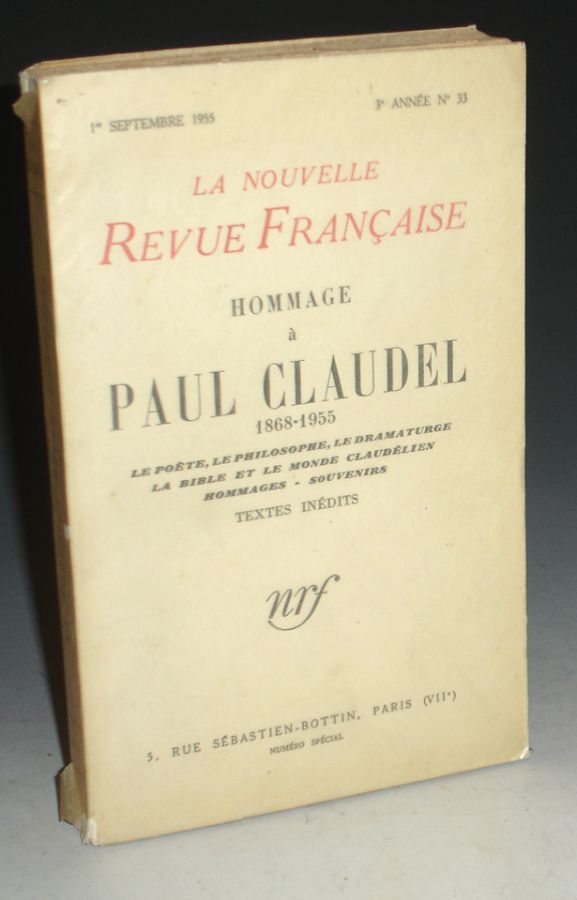 1er SEPTEMBRE 1955
3e ANNÉE No 33
LA NOUVELLE
REVUE FRANÇAISE
HOMMAGE
à
PAUL CLAUDEL
1868-1955
LE POÈTE, LE PHILOSOPHE, LE DRAMATURGE
LA BIBLE ET LE MONDE CLAUDÉLIEN
HOMMAGES - SOUVENIRS
TEXTES INÉDITS
nrf
5, RUE SÉBASTIEN-BOTTIN, PARIS (VIIe)
NUMÉRO SPÉCIAL